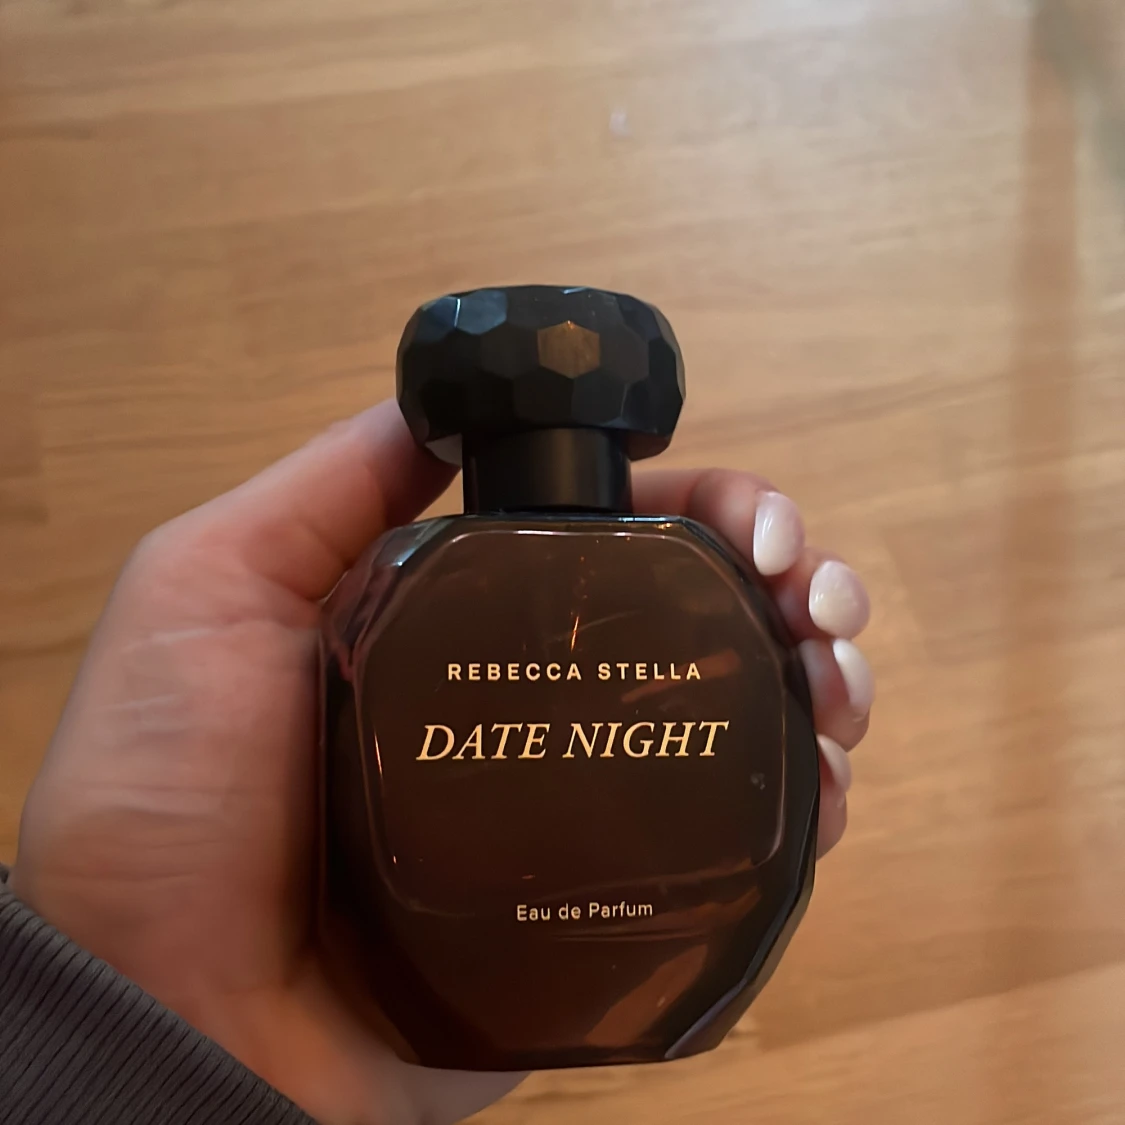 REBECCA STELLA
DATE NIGHT
Eau de Parfum